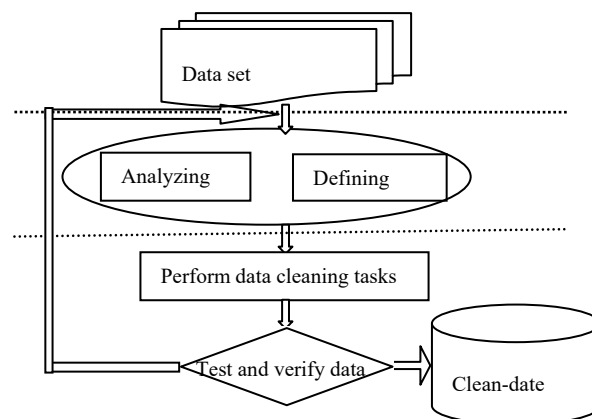 Data set
Analyzing
Defining
Perform data cleaning tasks
Test and verify data
Clean-date